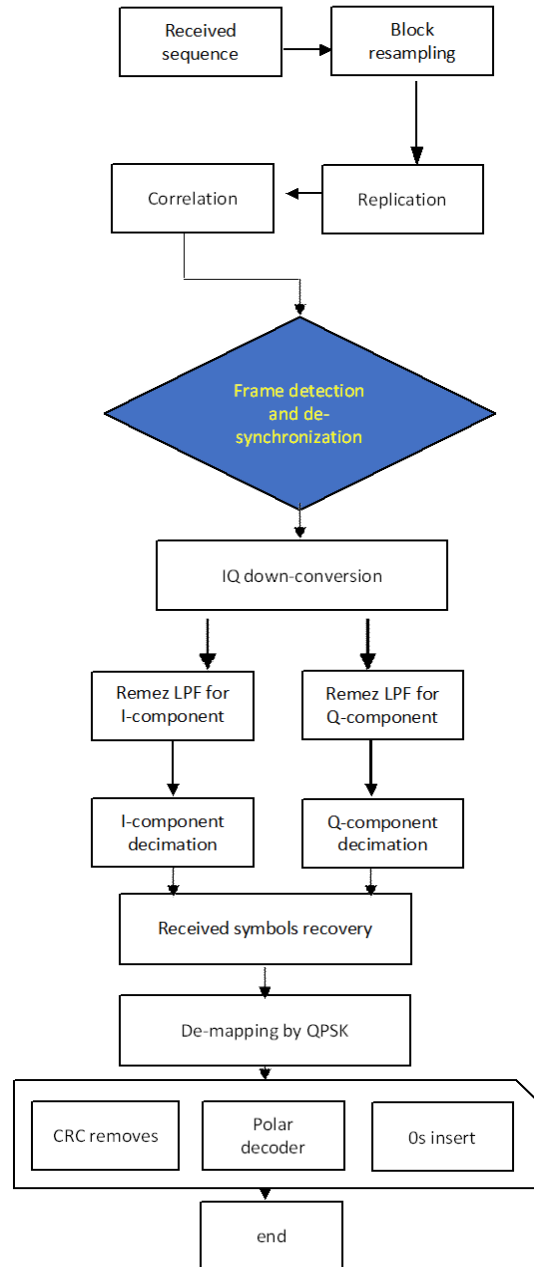 Received
sequence
Block
resampling
Correlation
Replication
Frame detection
and de-
synchronization
IQ down-conversion
Remez LPF for
I-component
Remez LPF for
Q-component
I-component
decimation
Q-component
decimation
Received symbols recovery
De-mapping by QPSK
CRC removes
Polar
decoder
0s insert
end